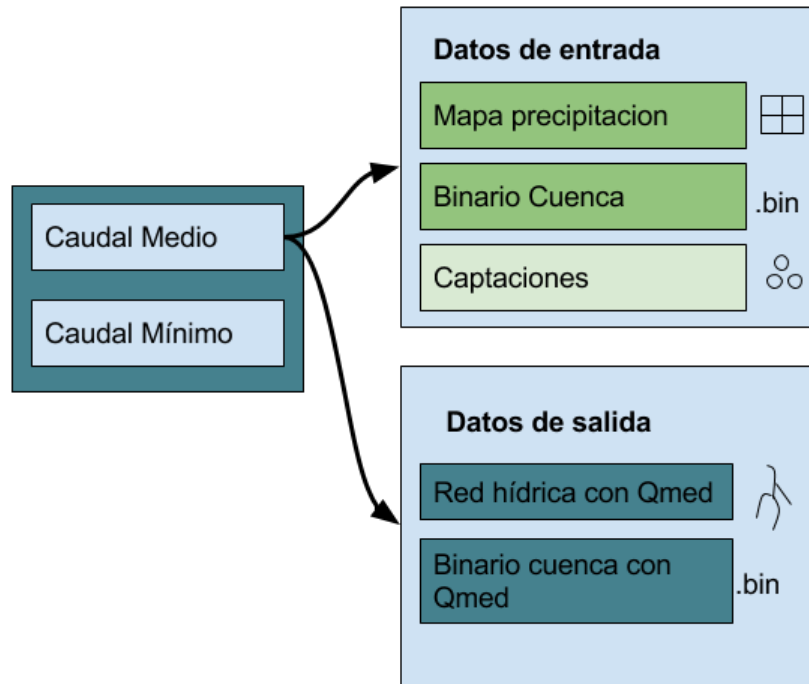 Caudal Medio
Caudal Mínimo
Datos de entrada
Mapa precipitacion
Binario Cuenca
.bin
Captaciones
Datos de salida
Red hídrica con Qmed
Binario cuenca con
Qmed
.bin